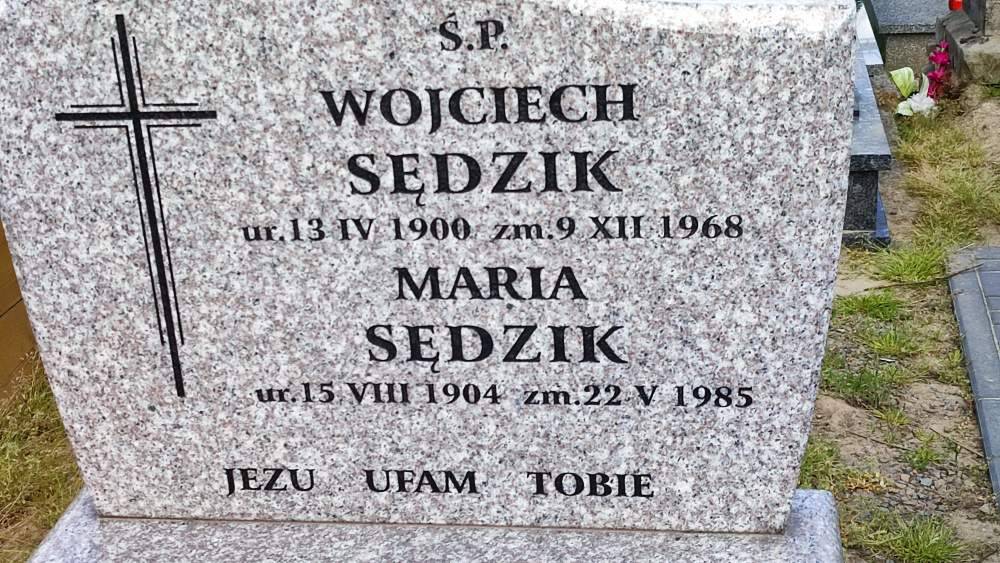 Ś.P.
WOJCIECH
SĘDZIK
ur.13 IV 1900 zm.9 XII 1968
MARIA
SĘDZIK
ur.15 VIII 1904 zm.22 V 1985
JEZU UFAM TOBIE